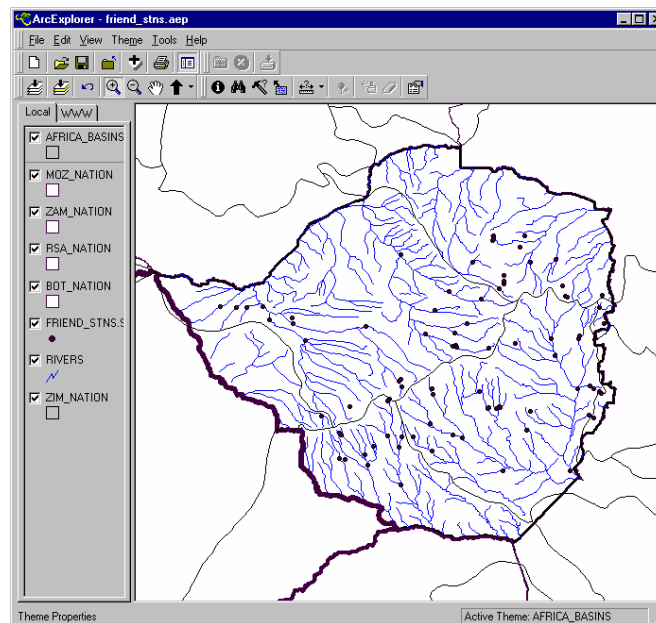 ArcExplorer - friend_stns.aep
File Edit View Theme Tools Help
Local WWW
AFRICA_BASINS
MOZ_NATION
ZAM_NATION
RSA_NATION
BOT_NATION
FRIEND_STNS.S
RIVERS
ZIM_NATION
Theme Properties Active Theme: AFRICA_BASINS